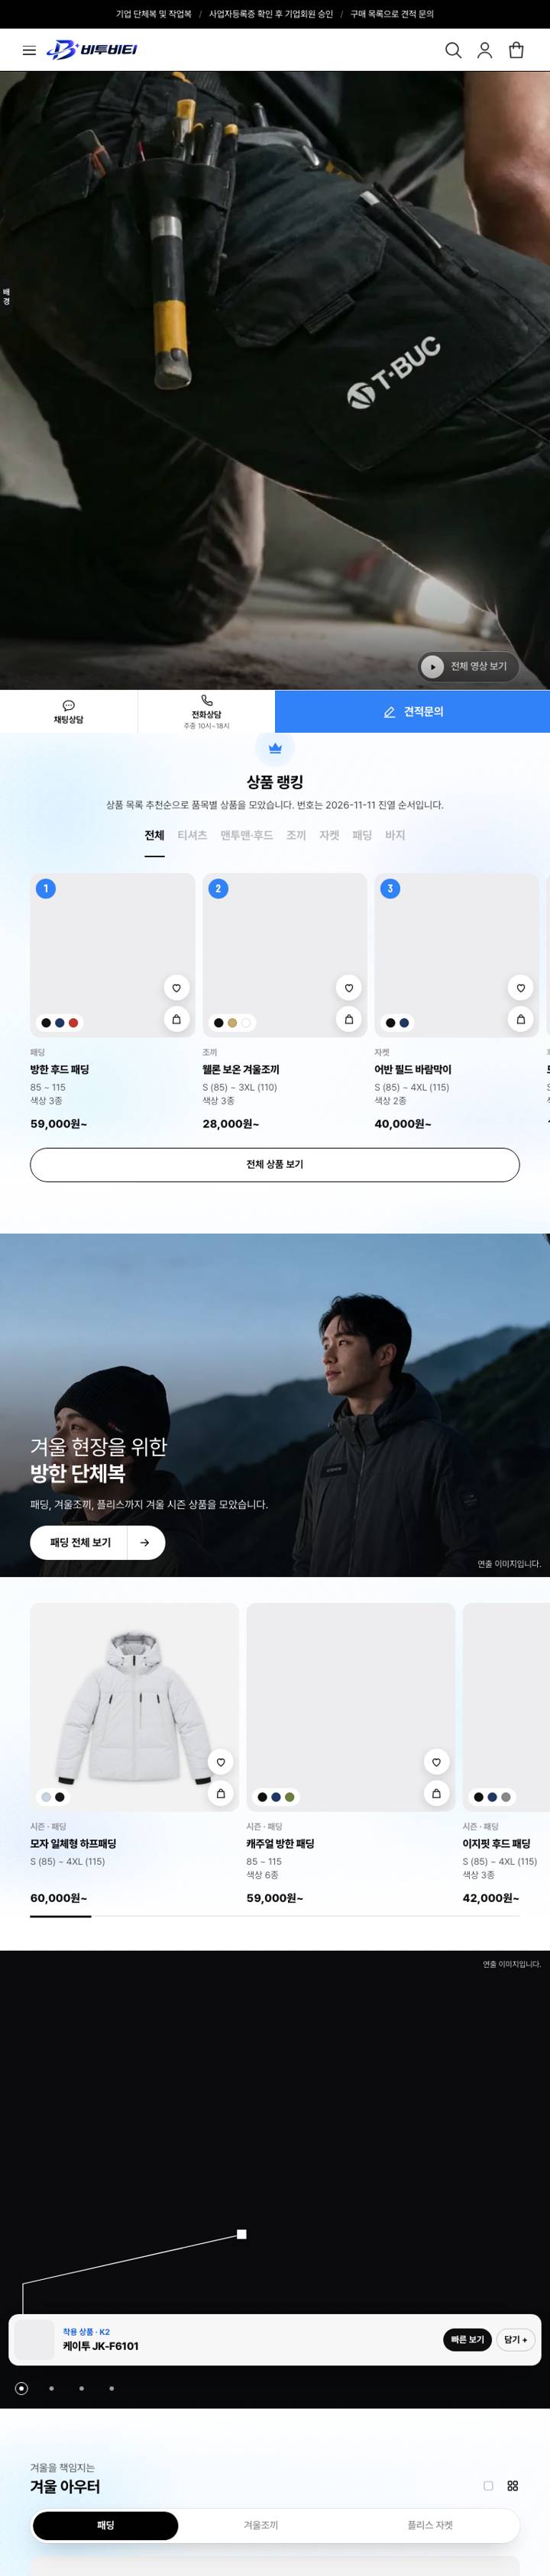 기업 단체복 및 작업복 / 사업자등록증 확인 후 기업회원 승인 / 구매 목록으로 견적 문의
비투비티
배
경
T-BUC
전체 영상 보기
채팅상담
전화상담
주중 10시~18시
견적문의
상품 랭킹
상품 목록 추천순으로 품목별 상품을 모았습니다. 번호는 2026-11-11 진열 순서입니다.
전체 티셔츠 맨투맨·후드 조끼 자켓 패딩 바지
1 2 3
패딩
방한 후드 패딩
85 ~ 115
색상 3종
59,000원~
조끼
웰론 보온 겨울조끼
S (85) ~ 3XL (110)
색상 3종
28,000원~
자켓
어반 필드 바람막이
S (85) ~ 4XL (115)
색상 2종
40,000원~
전체 상품 보기
겨울 현장을 위한
방한 단체복
패딩, 겨울조끼, 플리스까지 겨울 시즌 상품을 모았습니다.
패딩 전체 보기
연출 이미지입니다.
시즌 · 패딩
모자 일체형 하프패딩
S (85) ~ 4XL (115)
60,000원~
시즌 · 패딩
캐주얼 방한 패딩
85 ~ 115
색상 6종
59,000원~
시즌 · 패딩
이지핏 후드 패딩
S (85) ~ 4XL (115)
색상 3종
42,000원~
연출 이미지입니다.
착용 상품 · K2
케이투 JK-F6101
빠른 보기
담기 +
겨울을 책임지는
겨울 아우터
패딩 겨울조끼 플리스 자켓